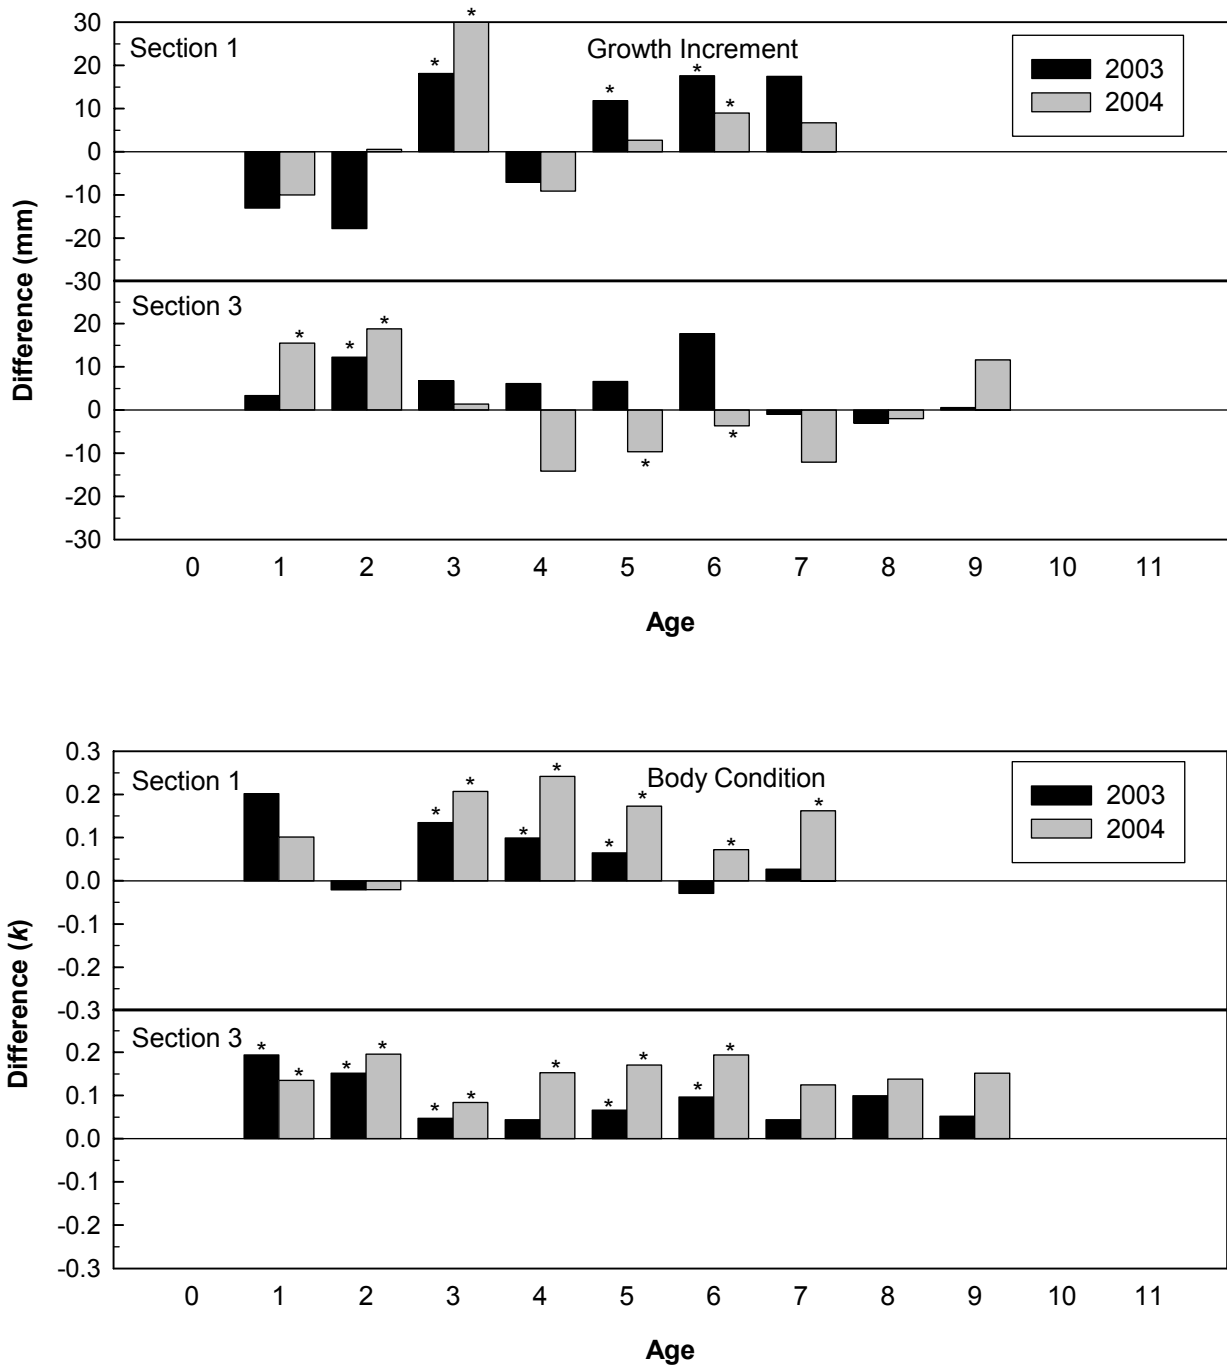 Section 1
Growth Increment
2003
2004
30
20
10
0
-10
-20
-30
* * * * *
Section 3
20
10
0
-10
-20
-30
* * * * *
Difference (mm)
0 1 2 3 4 5 6 7 8 9 10 11
Age
Section 1
Body Condition
2003
2004
0.3
0.2
0.1
0.0
-0.1
-0.2
-0.3
* * * * * * * *
Section 3
0.2
0.1
0.0
-0.1
-0.2
-0.3
* * * * * * * * * * *
Difference (k)
0 1 2 3 4 5 6 7 8 9 10 11
Age